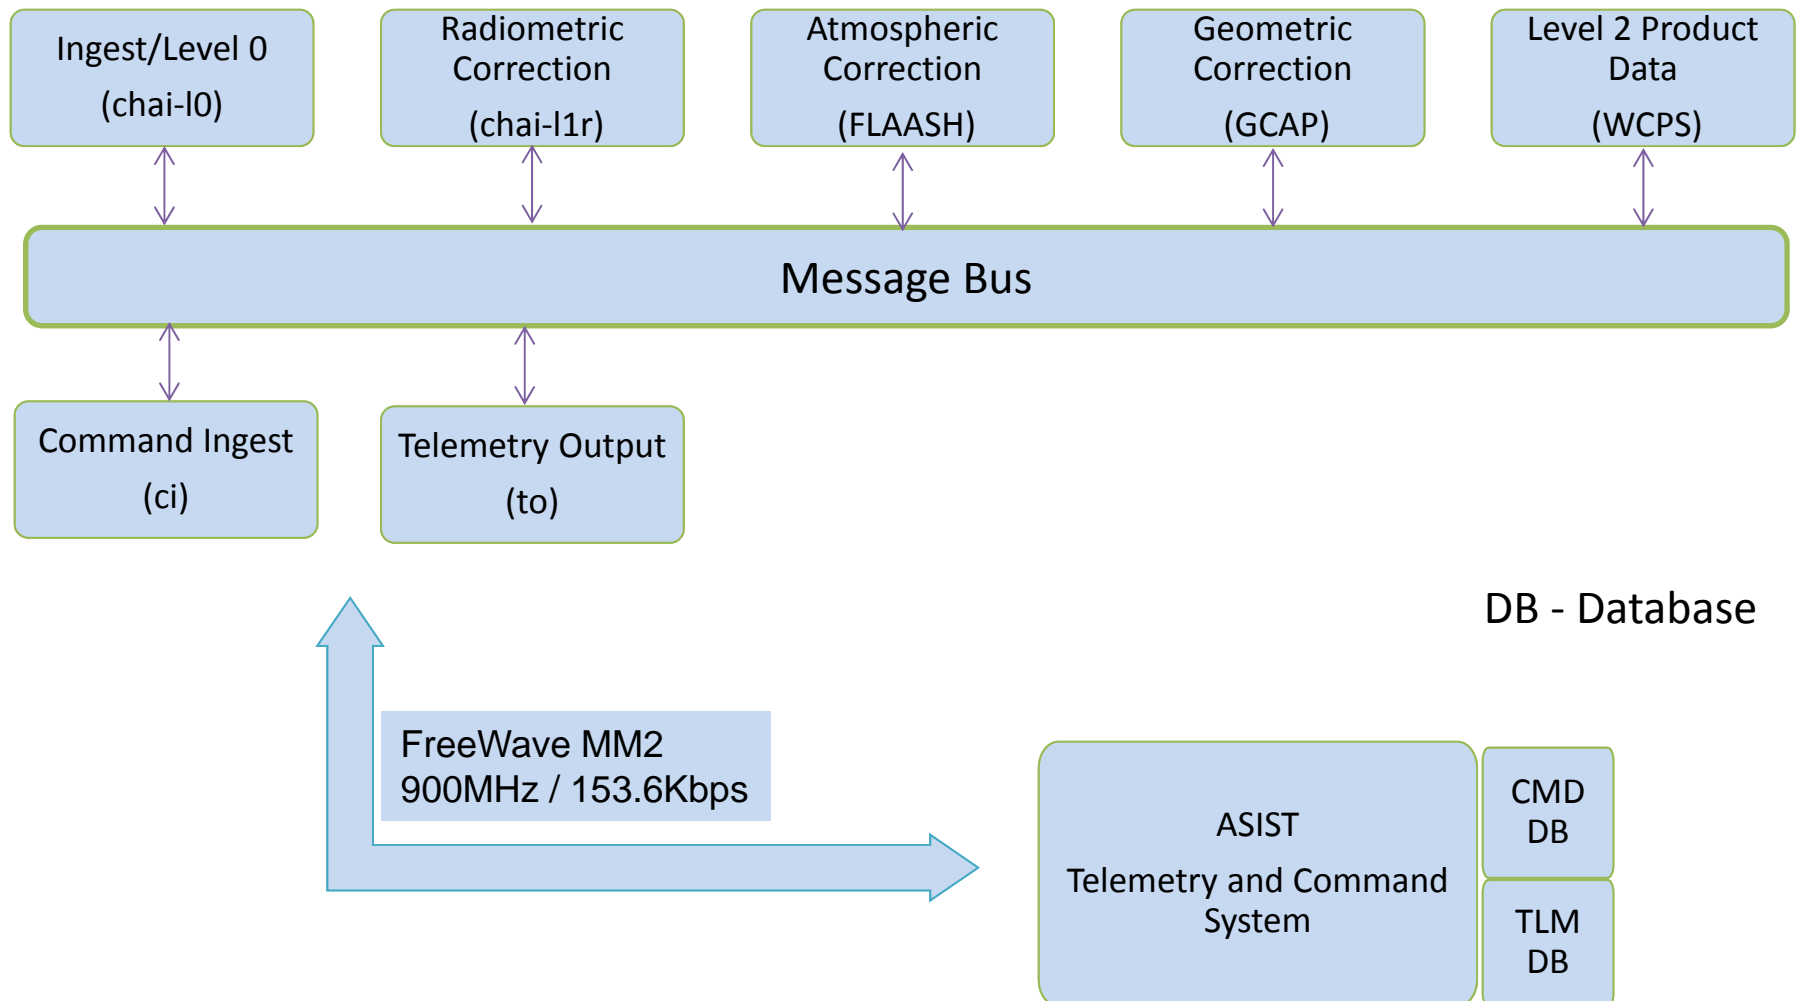 Ingest/Level 0
(chai-l0)
Radiometric
Correction
(chai-l1r)
Atmospheric
Correction
(FLAASH)
Geometric
Correction
(GCAP)
Level 2 Product
Data
(WCPS)
Message Bus
Command Ingest
(ci)
Telemetry Output
(to)
DB - Database
FreeWave MM2
900MHz / 153.6Kbps
ASIST
Telemetry and Command
System
CMD
DB
TLM
DB